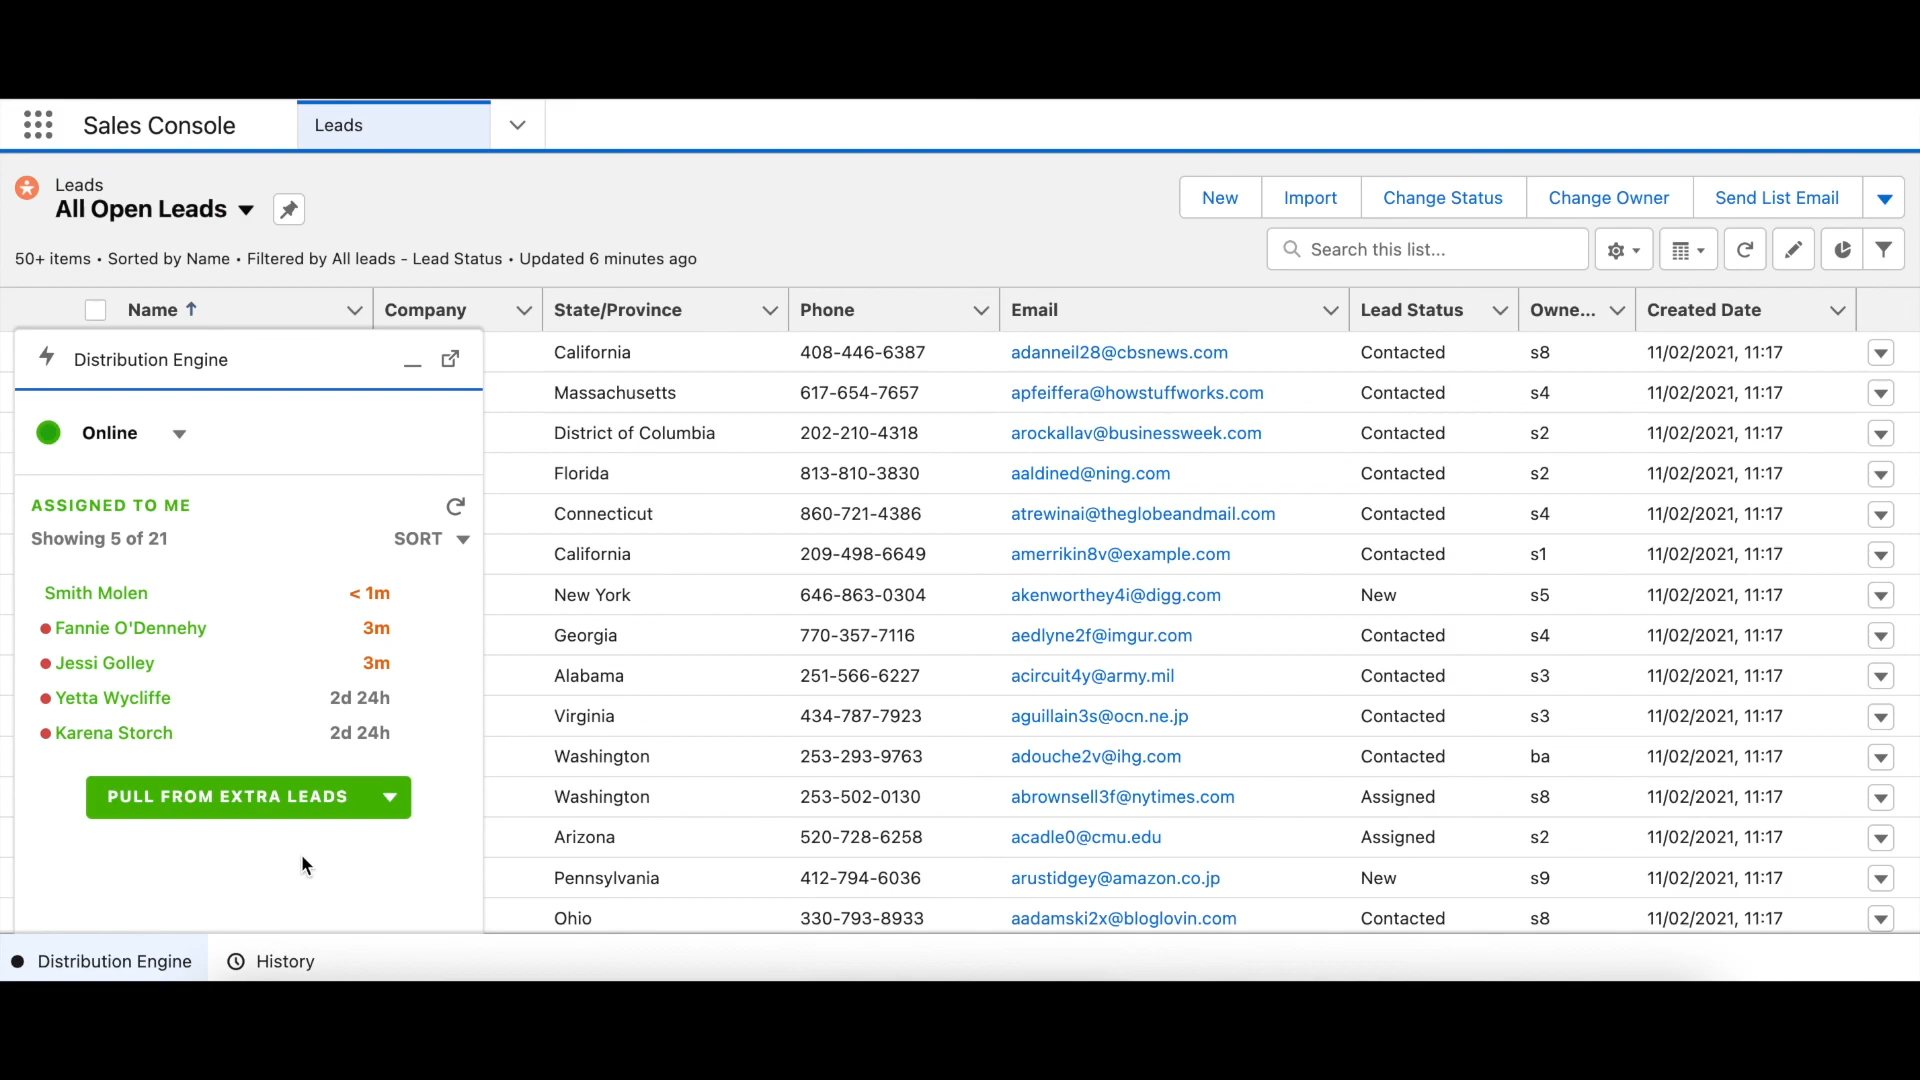 Sales Console
Leads
Leads
All Open Leads
New Import Change Status Change Owner Send List Email
50+ items • Sorted by Name • Filtered by All leads - Lead Status • Updated 6 minutes ago
Search this list...
Name Company State/Province Phone Email Lead Status Owne... Created Date
Distribution Engine
Online
ASSIGNED TO ME
Showing 5 of 21 SORT
Smith Molen < 1m
Fannie O'Dennehy 3m
Jessi Golley 3m
Yetta Wycliffe 2d 24h
Karena Storch 2d 24h
PULL FROM EXTRA LEADS
California 408-446-6387 adanneil28@cbsnews.com Contacted s8 11/02/2021, 11:17
Massachusetts 617-654-7657 apfeiffera@howstuffworks.com Contacted s4 11/02/2021, 11:17
District of Columbia 202-210-4318 arockallav@businessweek.com Contacted s2 11/02/2021, 11:17
Florida 813-810-3830 aaldined@ning.com Contacted s2 11/02/2021, 11:17
Connecticut 860-721-4386 atrewinai@theglobeandmail.com Contacted s4 11/02/2021, 11:17
California 209-498-6649 amerrikin8v@example.com Contacted s1 11/02/2021, 11:17
New York 646-863-0304 akenworthey4i@digg.com New s5 11/02/2021, 11:17
Georgia 770-357-7116 aedlyne2f@imgur.com Contacted s4 11/02/2021, 11:17
Alabama 251-566-6227 acircuit4y@army.mil Contacted s3 11/02/2021, 11:17
Virginia 434-787-7923 aguillain3s@ocn.ne.jp Contacted s3 11/02/2021, 11:17
Washington 253-293-9763 adouche2v@ihg.com Contacted ba 11/02/2021, 11:17
Washington 253-502-0130 abrownsell3f@nytimes.com Assigned s8 11/02/2021, 11:17
Arizona 520-728-6258 acadle0@cmu.edu Assigned s2 11/02/2021, 11:17
Pennsylvania 412-794-6036 arustidgey@amazon.co.jp New s9 11/02/2021, 11:17
Ohio 330-793-8933 aadamski2x@bloglovin.com Contacted s8 11/02/2021, 11:17
Distribution Engine History